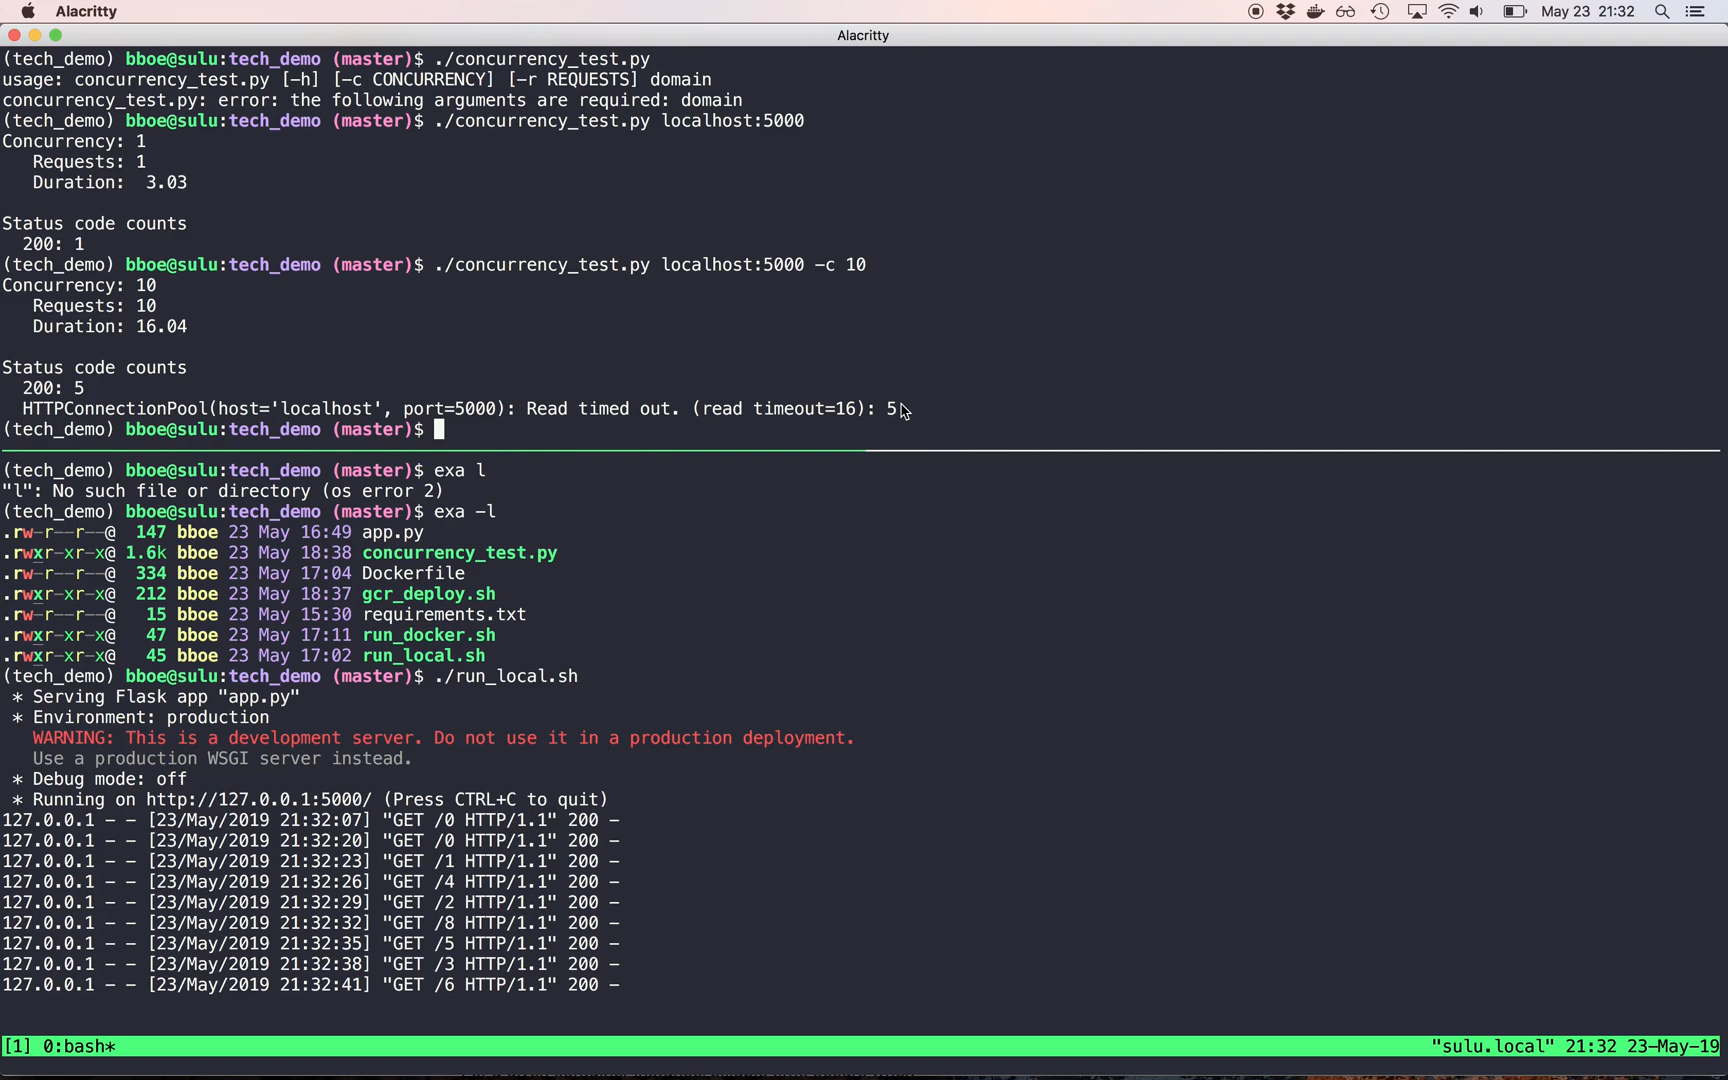 Alacritty
May 23 21:32
Alacritty
(tech_demo) bboe@sulu:tech_demo (master)$ ./concurrency_test.py
usage: concurrency_test.py [-h] [-c CONCURRENCY] [-r REQUESTS] domain
concurrency_test.py: error: the following arguments are required: domain
(tech_demo) bboe@sulu:tech_demo (master)$ ./concurrency_test.py localhost:5000
Concurrency: 1
Requests: 1
Duration: 3.03
Status code counts
200: 1
(tech_demo) bboe@sulu:tech_demo (master)$ ./concurrency_test.py localhost:5000 -c 10
Concurrency: 10
Requests: 10
Duration: 16.04
Status code counts
200: 5
HTTPConnectionPool(host='localhost', port=5000): Read timed out. (read timeout=16): 5
(tech_demo) bboe@sulu:tech_demo (master)$
(tech_demo) bboe@sulu:tech_demo (master)$ exa l
"l": No such file or directory (os error 2)
(tech_demo) bboe@sulu:tech_demo (master)$ exa -l
.rw-r--r--@ 147 bboe 23 May 16:49 app.py
.rwxr-xr-x@ 1.6k bboe 23 May 18:38 concurrency_test.py
.rw-r--r--@ 334 bboe 23 May 17:04 Dockerfile
.rwxr-xr-x@ 212 bboe 23 May 18:37 gcr_deploy.sh
.rw-r--r--@ 15 bboe 23 May 15:30 requirements.txt
.rwxr-xr-x@ 47 bboe 23 May 17:11 run_docker.sh
.rwxr-xr-x@ 45 bboe 23 May 17:02 run_local.sh
(tech_demo) bboe@sulu:tech_demo (master)$ ./run_local.sh
* Serving Flask app "app.py"
* Environment: production
WARNING: This is a development server. Do not use it in a production deployment.
Use a production WSGI server instead.
* Debug mode: off
* Running on http://127.0.0.1:5000/ (Press CTRL+C to quit)
127.0.0.1 - - [23/May/2019 21:32:07] "GET /0 HTTP/1.1" 200 -
127.0.0.1 - - [23/May/2019 21:32:20] "GET /0 HTTP/1.1" 200 -
127.0.0.1 - - [23/May/2019 21:32:23] "GET /1 HTTP/1.1" 200 -
127.0.0.1 - - [23/May/2019 21:32:26] "GET /4 HTTP/1.1" 200 -
127.0.0.1 - - [23/May/2019 21:32:29] "GET /2 HTTP/1.1" 200 -
127.0.0.1 - - [23/May/2019 21:32:32] "GET /8 HTTP/1.1" 200 -
127.0.0.1 - - [23/May/2019 21:32:35] "GET /5 HTTP/1.1" 200 -
127.0.0.1 - - [23/May/2019 21:32:38] "GET /3 HTTP/1.1" 200 -
127.0.0.1 - - [23/May/2019 21:32:41] "GET /6 HTTP/1.1" 200 -
[1] 0:bash* "sulu.local" 21:32 23-May-19